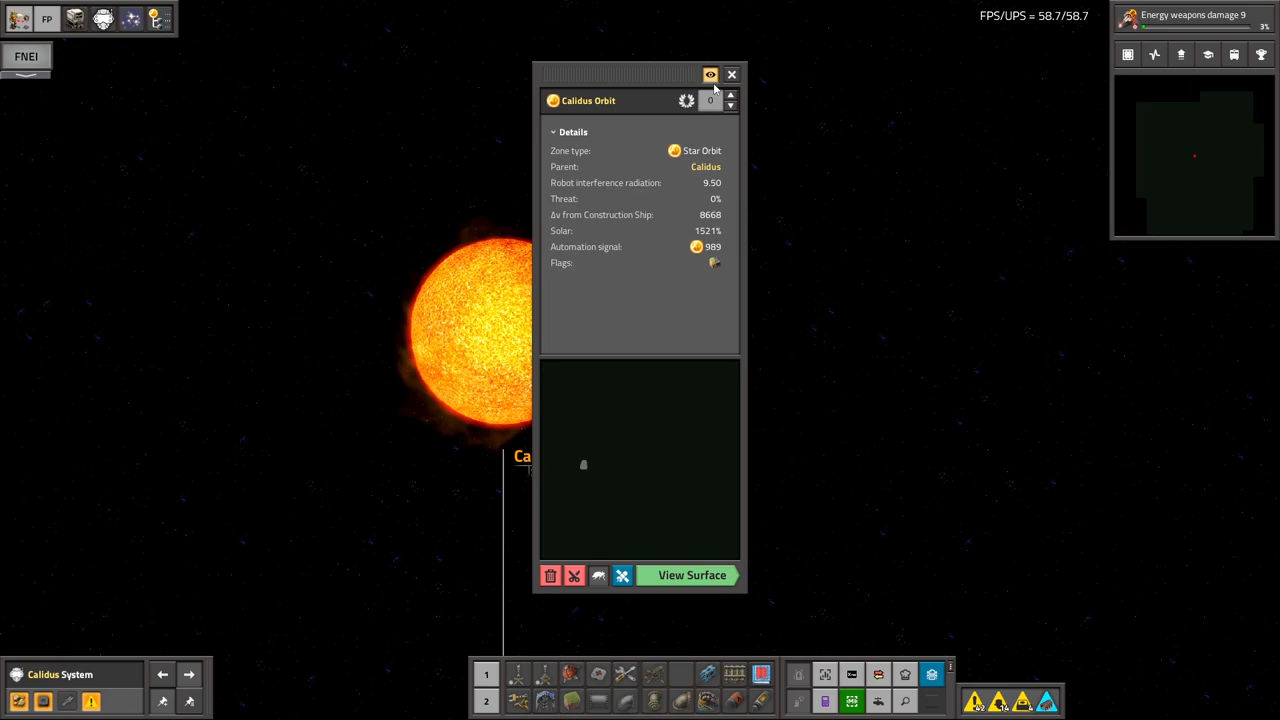 FP
FPS/UPS = 58.7/58.7
Energy weapons damage 9
3%
FNEI
Calidus Orbit
0
Details
Zone type: Star Orbit
Parent: Calidus
Robot interference radiation: 9.50
Threat: 0%
Δv from Construction Ship: 8668
Solar: 1521%
Automation signal: 989
Flags:
Ca
View Surface
Calidus System
1
2